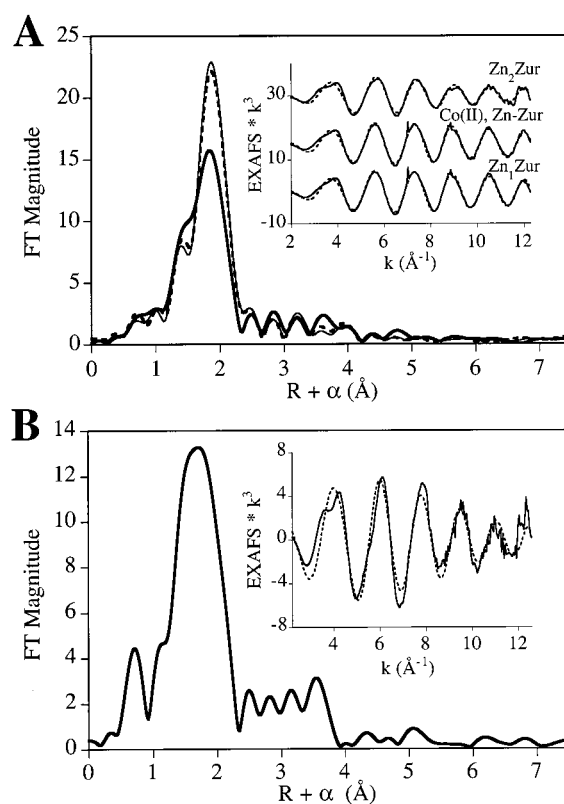 A
25
20
15
10
5
0
FT Magnitude
0 1 2 3 4 5 6 7
R + α (Å)
EXAFS * k³
30
10
-10
2 4 6 8 10 12
k (Å⁻¹)
Zn₂Zur
Co(II), Zn-Zur
Zn₁Zur
B
14
12
10
8
6
4
2
0
FT Magnitude
0 1 2 3 4 5 6 7
R + α (Å)
EXAFS * k³
8
4
0
-4
-8
4 6 8 10 12
k (Å⁻¹)